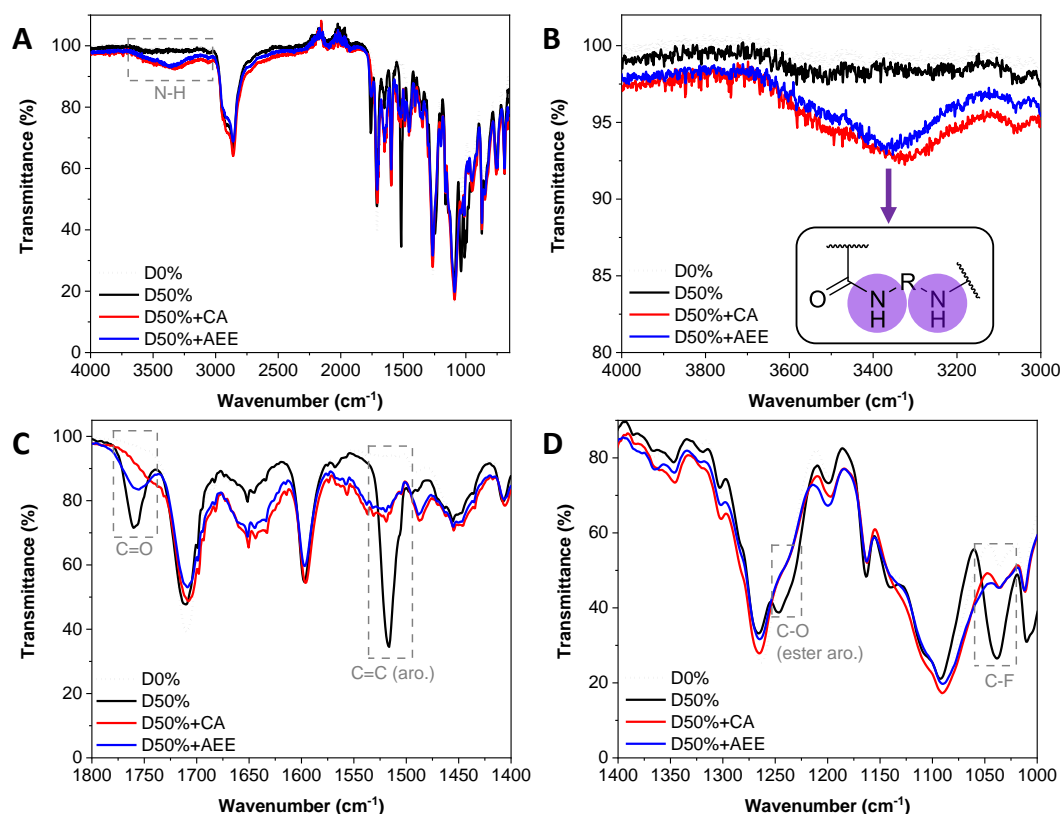 A
100
80
60
40
20
0
Transmittance (%)
N-H
D0%
D50%
D50%+CA
D50%+AEE
4000 3500 3000 2500 2000 1500 1000
Wavenumber (cm⁻¹)
B
100
95
90
85
80
Transmittance (%)
O
N
H
R
N
H
D0%
D50%
D50%+CA
D50%+AEE
4000 3800 3600 3400 3200 3000
Wavenumber (cm⁻¹)
C
100
80
60
40
20
0
Transmittance (%)
C=O
C=C (aro.)
D0%
D50%
D50%+CA
D50%+AEE
1800 1750 1700 1650 1600 1550 1500 1450 1400
Wavenumber (cm⁻¹)
D
80
60
40
20
0
Transmittance (%)
C-O
(ester aro.)
C-F
D0%
D50%
D50%+CA
D50%+AEE
1400 1350 1300 1250 1200 1150 1100 1050 1000
Wavenumber (cm⁻¹)